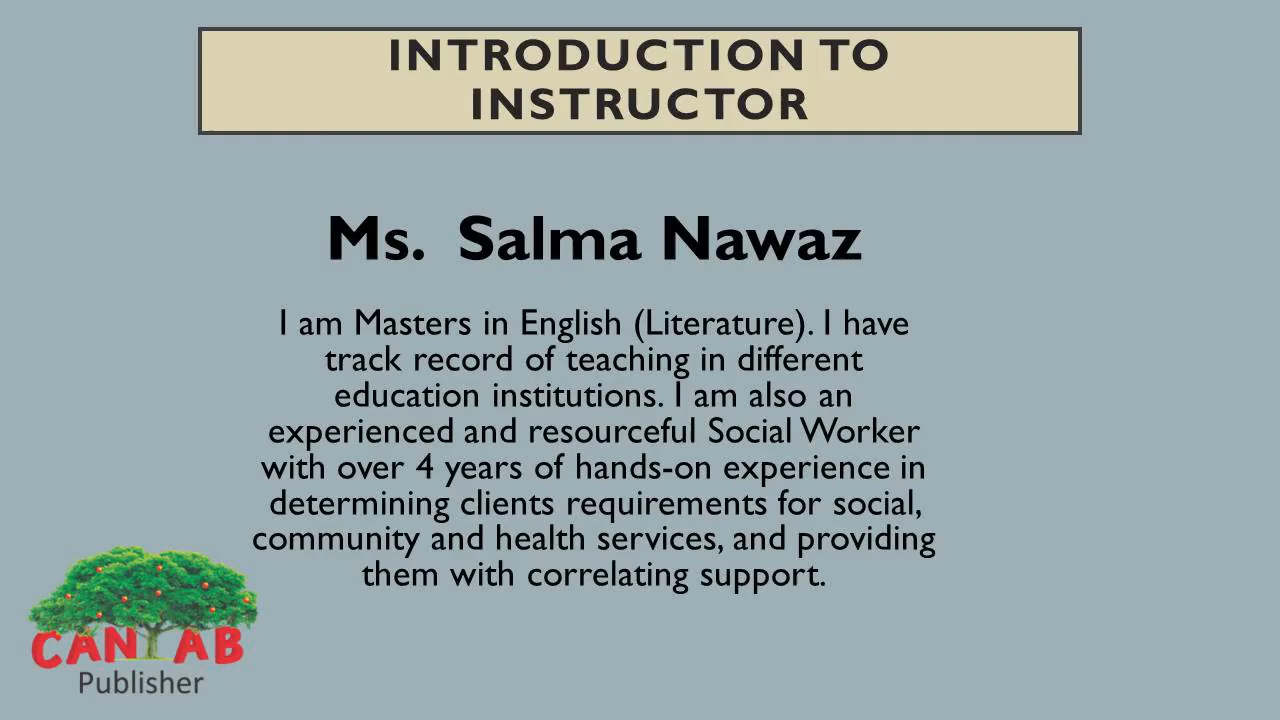 INTRODUCTION TO
INSTRUCTOR
Ms. Salma Nawaz
I am Masters in English (Literature). I have
track record of teaching in different
education institutions. I am also an
experienced and resourceful Social Worker
with over 4 years of hands-on experience in
determining clients requirements for social,
community and health services, and providing
them with correlating support.
CANTAB
Publisher